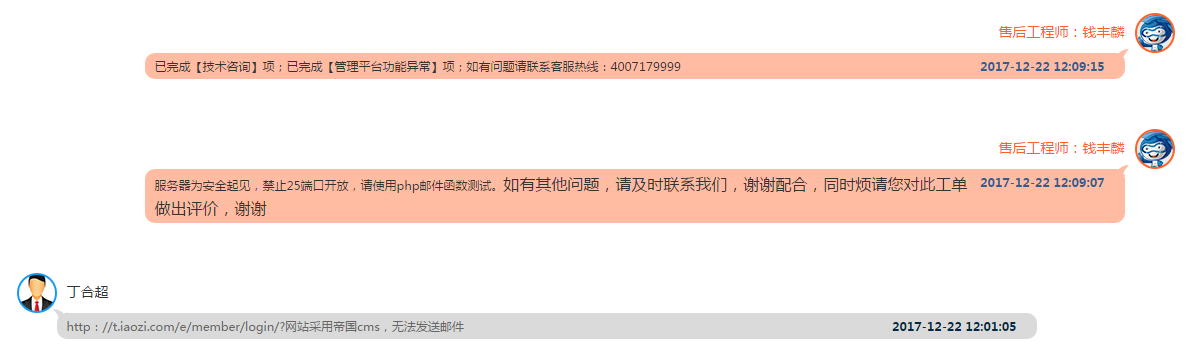 售后工程师：钱丰麟
已完成【技术咨询】项；已完成【管理平台功能异常】项；如有问题请联系客服热线：4007179999 2017-12-22 12:09:15
售后工程师：钱丰麟
服务器为安全起见，禁止25端口开放，请使用php邮件函数测试。如有其他问题，请及时联系我们，谢谢配合，同时烦请您对此工单 2017-12-22 12:09:07
做出评价，谢谢
丁合超
http：//t.iaozi.com/e/member/login/?网站采用帝国cms，无法发送邮件 2017-12-22 12:01:05